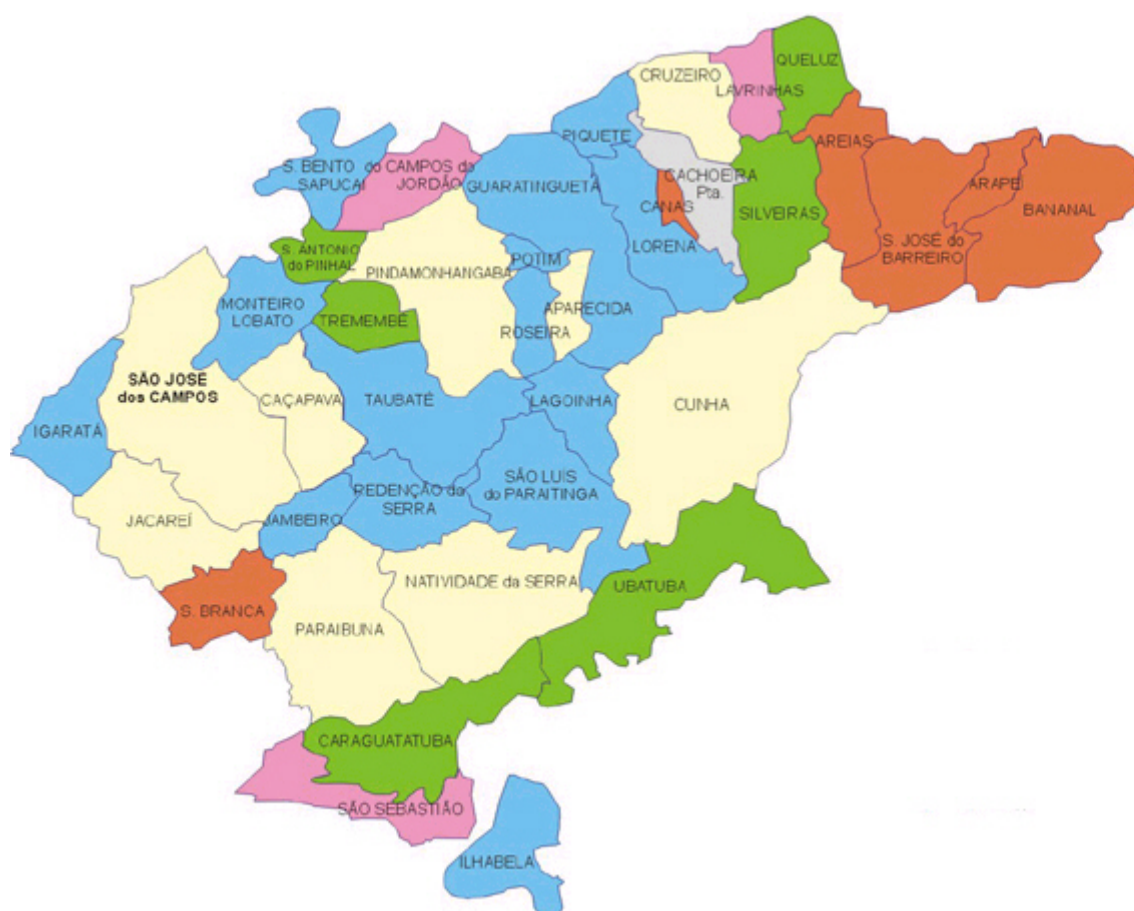 QUELUZ
CRUZEIRO
LAVRINHAS
PIQUETE
AREIAS
S. BENTO do
SAPUCAI
CAMPOS do
JORDÃO
GUARATINGUETÁ
CACHOEIRA
Pta.
ARAPEÍ
CANAS
SILVEIRAS
BANANAL
S. JOSÉ do
BARREIRO
LORENA
S. ANTONIO
do PINHAL
PINDAMONHANGABA
POTIM
MONTEIRO
LOBATO
TREMEMBÉ
APARECIDA
ROSEIRA
SÃO JOSÉ
dos CAMPOS
CAÇAPAVA
TAUBATÉ
LAGOINHA
CUNHA
IGARATÁ
SÃO LUIS
do PARAITINGA
REDENÇÃO da
SERRA
JACAREÍ
JAMBEIRO
NATIVIDADE da SERRA
UBATUBA
S. BRANCA
PARAIBUNA
CARAGUATATUBA
SÃO SEBASTIÃO
ILHABELA